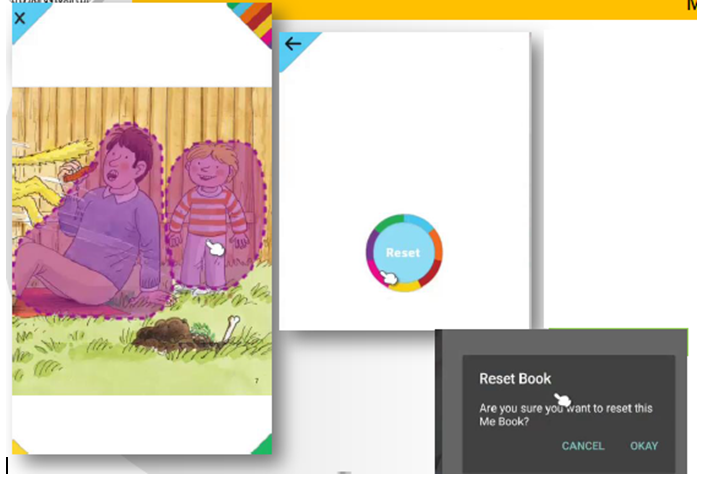 X
7
Reset
Reset Book
Are you sure you want to reset this
Me Book?
CANCEL OKAY